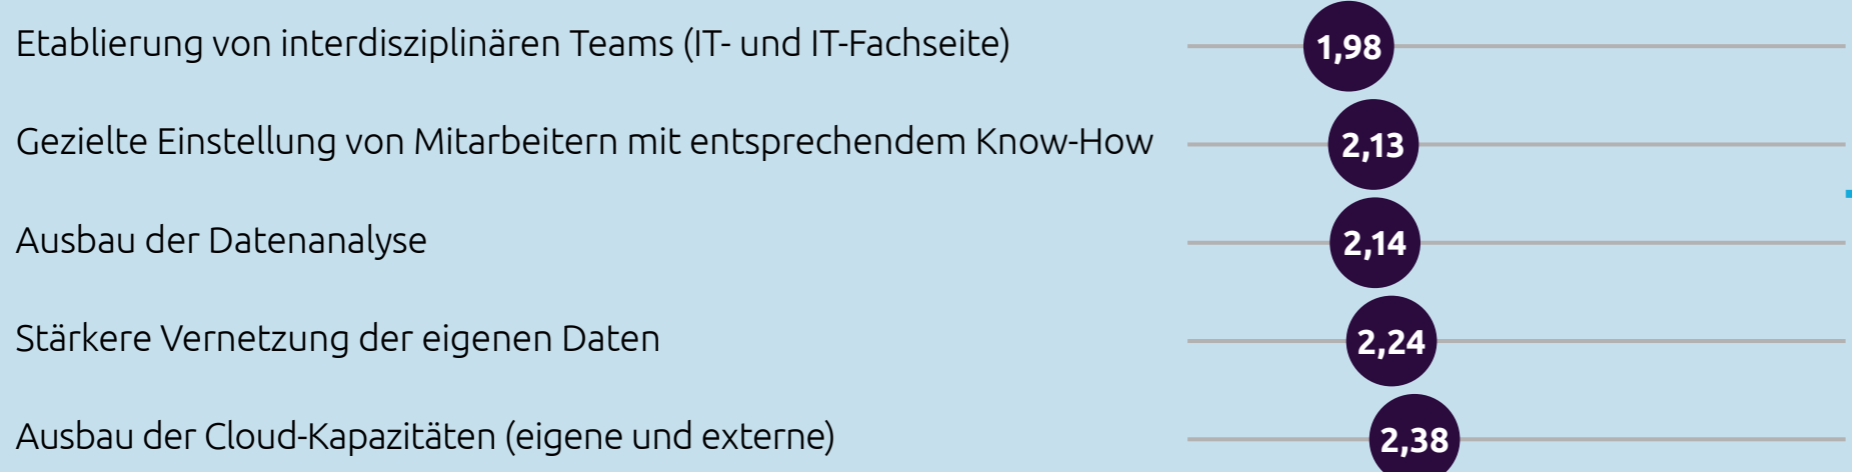 Etablierung von interdisziplinären Teams (IT- und IT-Fachseite) 1,98
Gezielte Einstellung von Mitarbeitern mit entsprechendem Know-How 2,13
Ausbau der Datenanalyse 2,14
Stärkere Vernetzung der eigenen Daten 2,24
Ausbau der Cloud-Kapazitäten (eigene und externe) 2,38